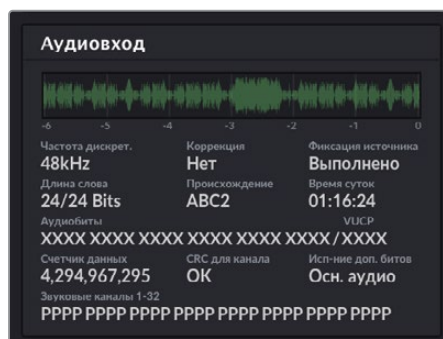 Аудиовход
-6 -5 -4 -3 -2 -1 0
Частота дискрет. Коррекция Фиксация источника
48kHz Нет Выполнено
Длина слова Происхождение Время суток
24/24 Bits ABC2 01:16:24
Аудиобиты VUCP
XXXX XXXX XXXX XXXX XXXX XXXX/XXXX
Счетчик данных CRC для канала Исп-ние доп. битов
4,294,967,295 OK Осн. аудио
Звуковые каналы 1-32
PPPP PPPP PPPP PPPP PPPP PPPP PPPP PPPP